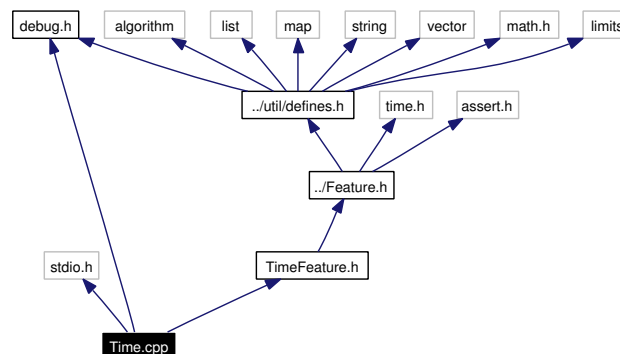 debug.h
algorithm
list
map
string
vector
math.h
limits
../util/defines.h
time.h
assert.h
../Feature.h
stdio.h
TimeFeature.h
Time.cpp